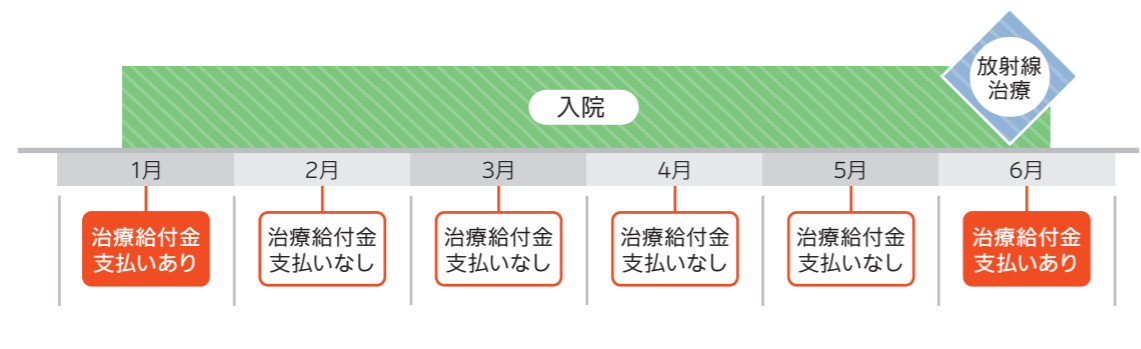 放射線
治療
入院
1月
2月
3月
4月
5月
6月
治療給付金
支払いあり
治療給付金
支払いなし
治療給付金
支払いなし
治療給付金
支払いなし
治療給付金
支払いなし
治療給付金
支払いあり